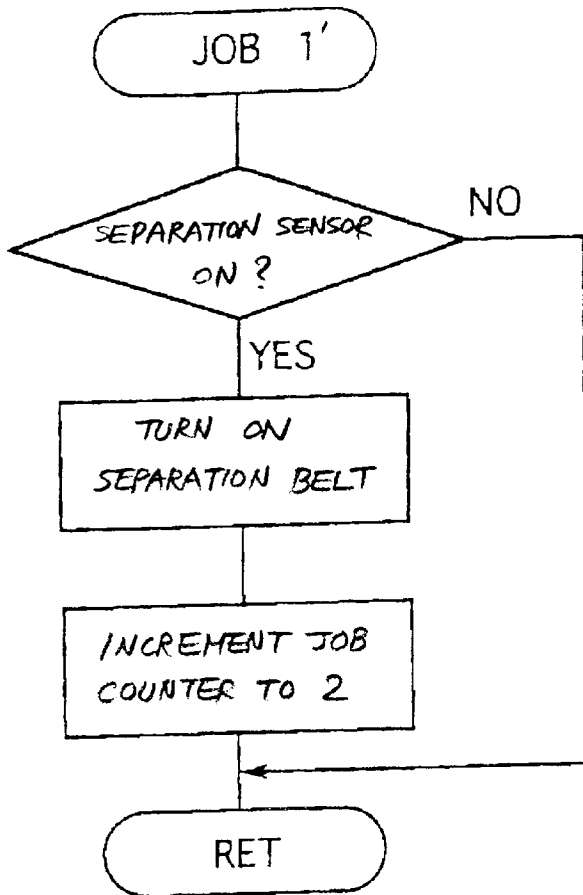 JOB 1'
SEPARATION SENSOR
ON ?
NO
YES
TURN ON
SEPARATION BELT
INCREMENT JOB
COUNTER TO 2
RET